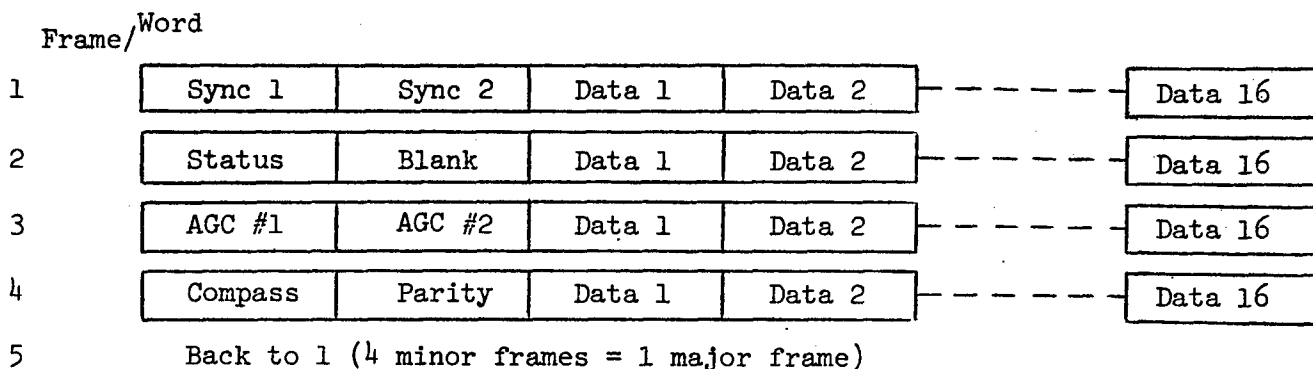 Frame/Word
1 Sync 1 Sync 2 Data 1 Data 2 Data 16
2 Status Blank Data 1 Data 2 Data 16
3 AGC #1 AGC #2 Data 1 Data 2 Data 16
4 Compass Parity Data 1 Data 2 Data 16
5 Back to 1 (4 minor frames = 1 major frame)